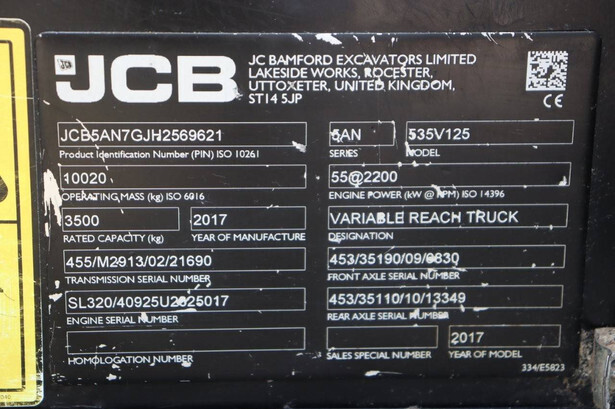 JCB
JC BAMFORD EXCAVATORS LIMITED
LAKESIDE WORKS, ROCESTER,
UTTOXETER, UNITED KINGDOM,
ST14 5JP
CE
JCB5AN7GJH2569621
Product Identification Number (PIN) ISO 10261
5AN
SERIES
535V125
MODEL
10020
OPERATING MASS (kg) ISO 6016
55@2200
ENGINE POWER (kW @ RPM) ISO 14396
3500
RATED CAPACITY (kg)
2017
YEAR OF MANUFACTURE
VARIABLE REACH TRUCK
DESIGNATION
455/M2913/02/21690
TRANSMISSION SERIAL NUMBER
453/35190/09/0830
FRONT AXLE SERIAL NUMBER
SL320/40925U2025017
ENGINE SERIAL NUMBER
453/35110/10/13349
REAR AXLE SERIAL NUMBER
HOMOLOGATION NUMBER
SALES SPECIAL NUMBER
2017
YEAR OF MODEL
334/E5823